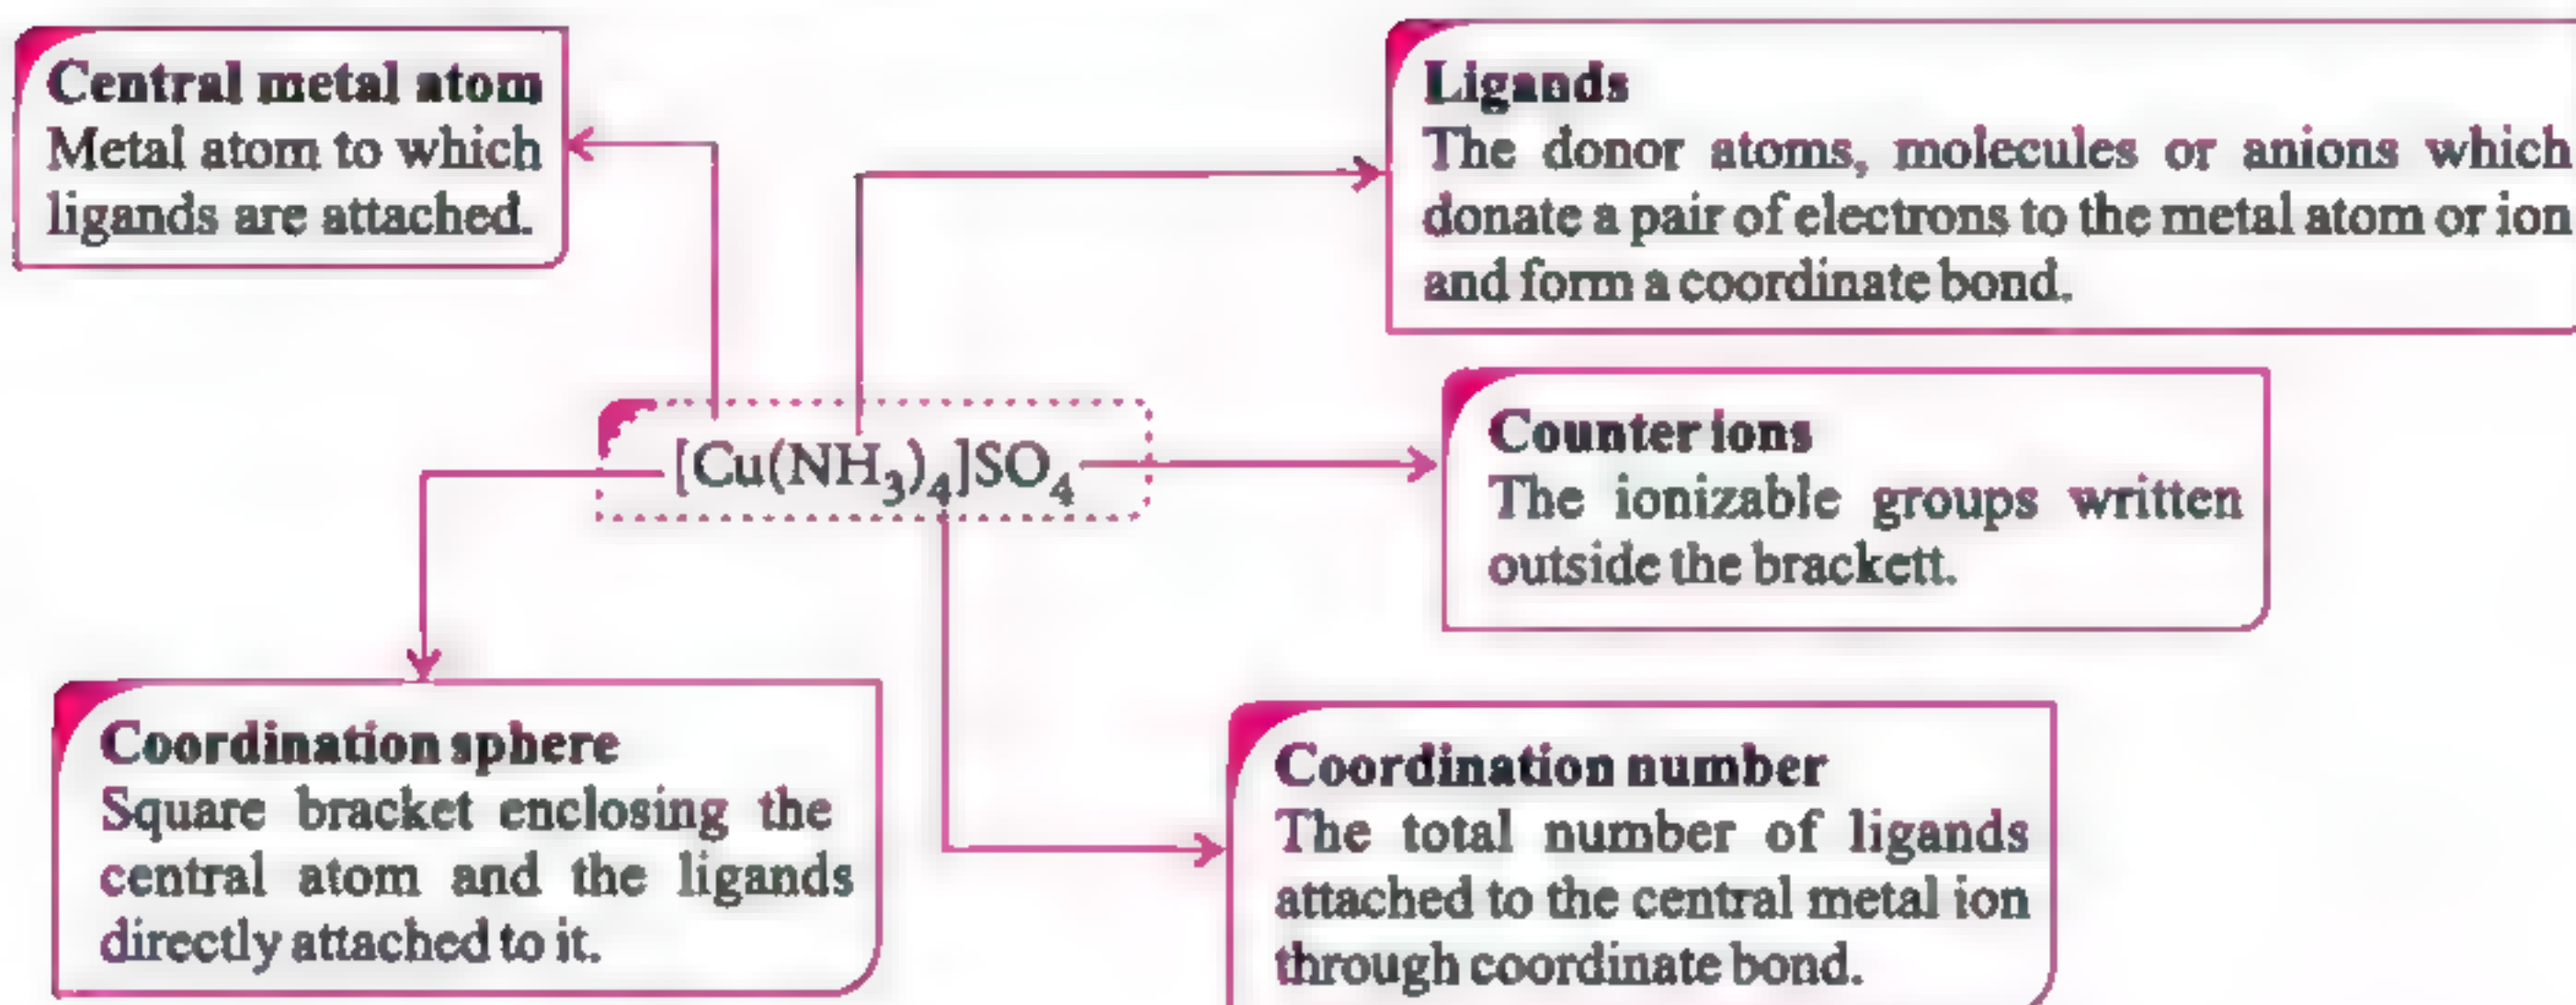 Central metal atom
Metal atom to which
ligands are attached.
Ligands
The donor atoms, molecules or anions which
donate a pair of electrons to the metal atom or ion
and form a coordinate bond.
[Cu(NH₃)₄]SO₄
Counter ions
The ionizable groups written
outside the brackett.
Coordination sphere
Square bracket enclosing the
central atom and the ligands
directly attached to it.
Coordination number
The total number of ligands
attached to the central metal ion
through coordinate bond.